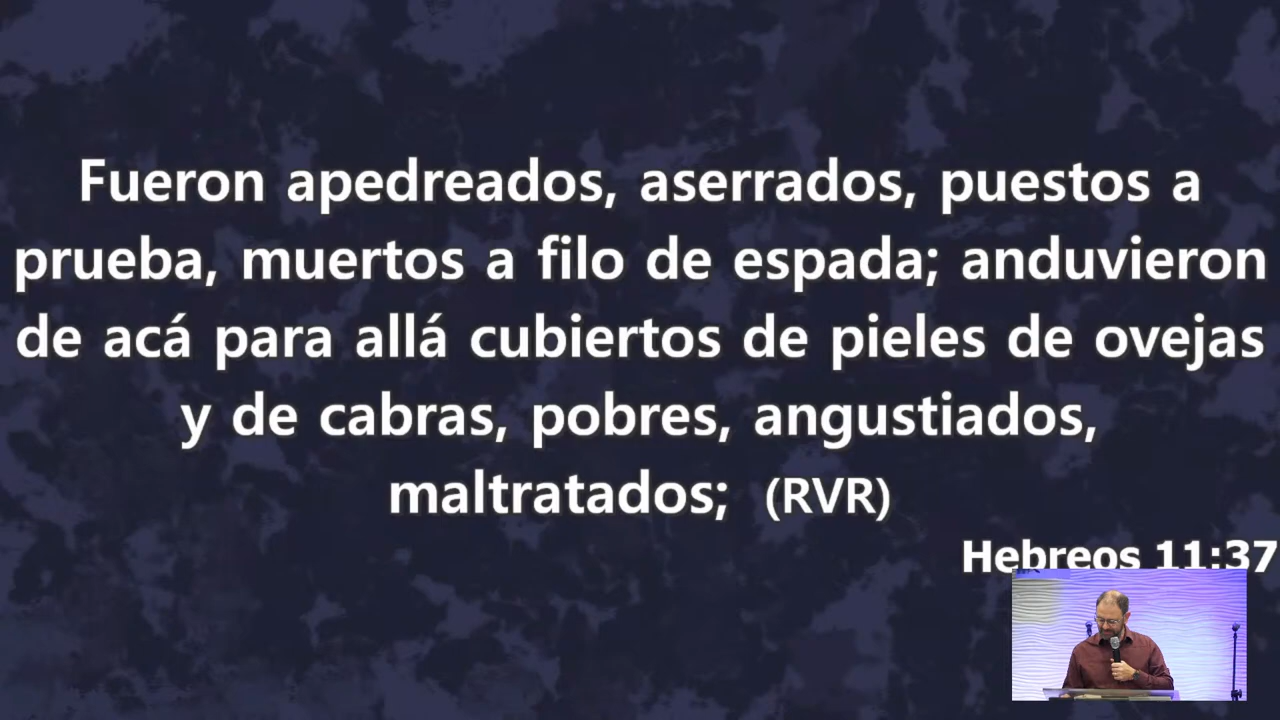 Fueron apedreados, aserrados, puestos a
prueba, muertos a filo de espada; anduvieron
de acá para allá cubiertos de pieles de ovejas
y de cabras, pobres, angustiados,
maltratados; (RVR)
Hebreos 11:37